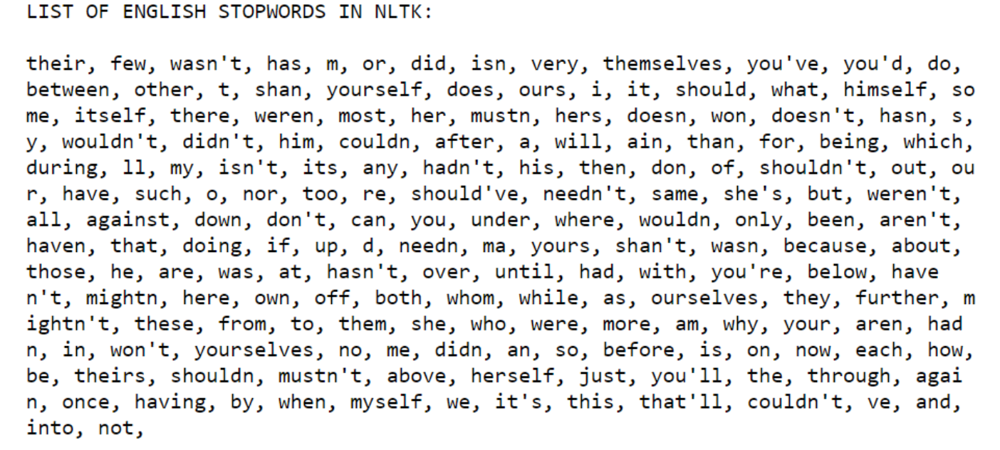 LIST OF ENGLISH STOPWORDS IN NLTK:
their, few, wasn't, has, m, or, did, isn, very, themselves, you've, you'd, do,
between, other, t, shan, yourself, does, ours, i, it, should, what, himself, so
me, itself, there, weren, most, her, mustn, hers, doesn, won, doesn't, hasn, s,
y, wouldn't, didn't, him, couldn, after, a, will, ain, than, for, being, which,
during, ll, my, isn't, its, any, hadn't, his, then, don, of, shouldn't, out, ou
r, have, such, o, nor, too, re, should've, needn't, same, she's, but, weren't,
all, against, down, don't, can, you, under, where, wouldn, only, been, aren't,
haven, that, doing, if, up, d, needn, ma, yours, shan't, wasn, because, about,
those, he, are, was, at, hasn't, over, until, had, with, you're, below, have
n't, mightn, here, own, off, both, whom, while, as, ourselves, they, further, m
ightn't, these, from, to, them, she, who, were, more, am, why, your, aren, had
n, in, won't, yourselves, no, me, didn, an, so, before, is, on, now, each, how,
be, theirs, shouldn, mustn't, above, herself, just, you'll, the, through, agai
n, once, having, by, when, myself, we, it's, this, that'll, couldn't, ve, and,
into, not,